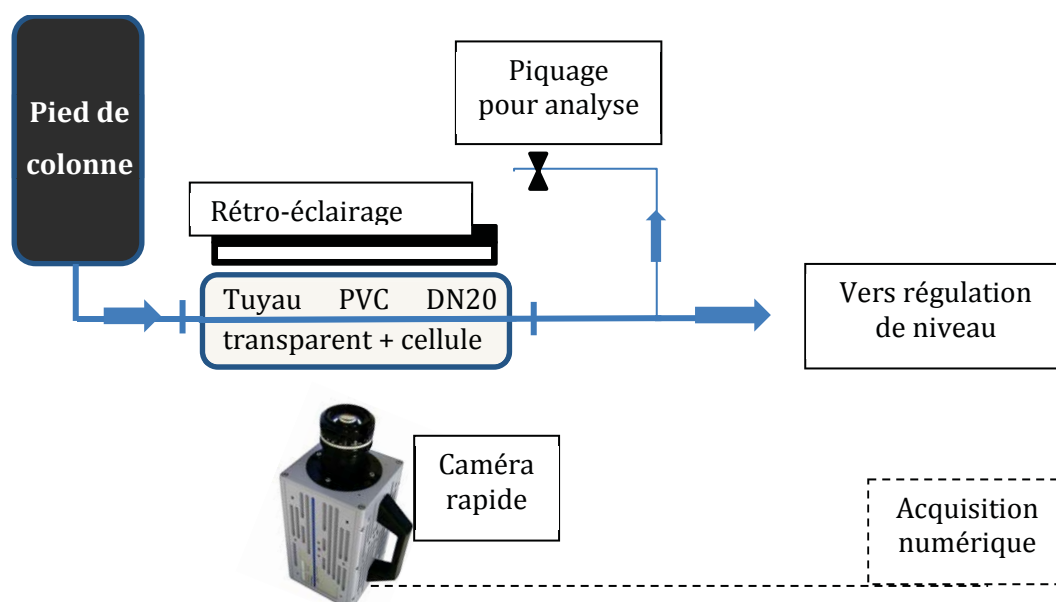 Pied de
colonne
Piquage
pour analyse
Rétro-éclairage
Tuyau PVC DN20
transparent + cellule
Vers régulation
de niveau
Caméra
rapide
Acquisition
numérique